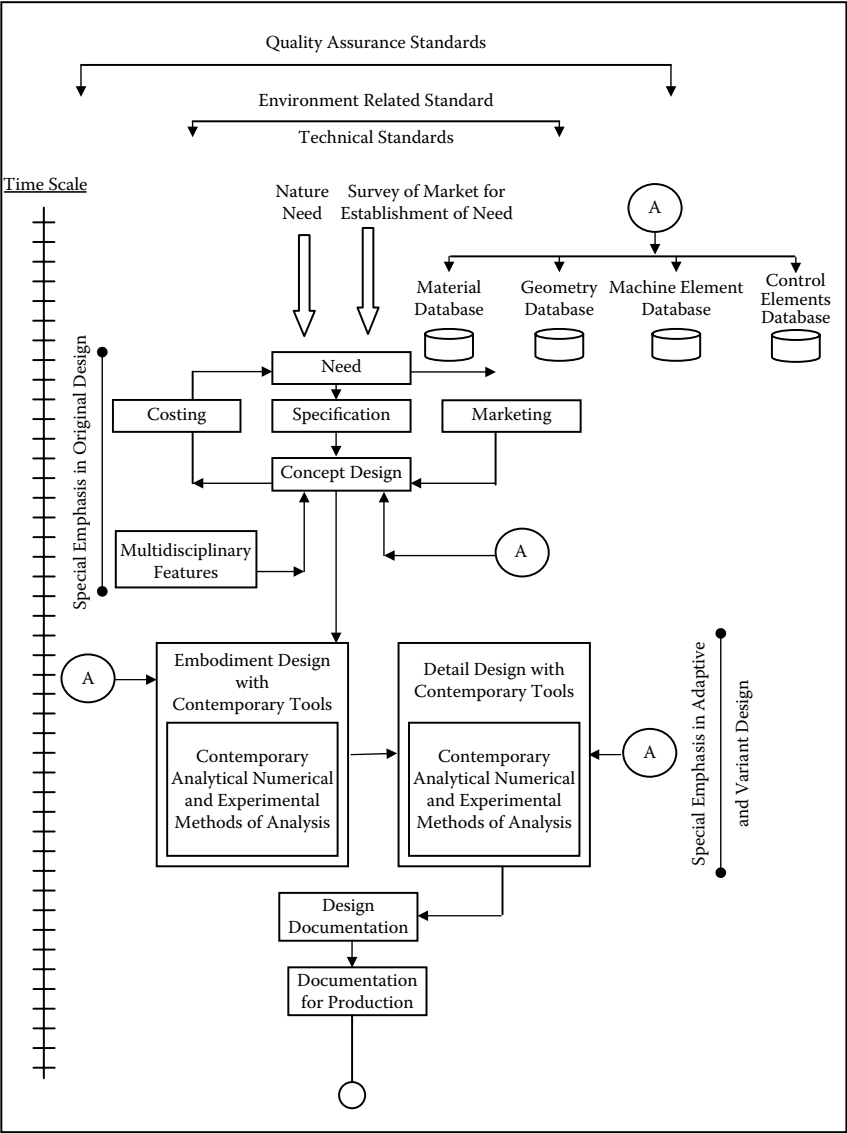 Quality Assurance Standards
Environment Related Standard
Technical Standards
Time Scale
Nature
Need
Survey of Market for
Establishment of Need
A
Material
Database
Geometry
Database
Machine Element
Database
Control
Elements
Database
Special Emphasis in Original Design
Need
Costing
Specification
Marketing
Concept Design
Multidisciplinary
Features
A
A
Embodiment Design
with
Contemporary Tools
Contemporary
Analytical Numerical
and Experimental
Methods of Analysis
Detail Design with
Contemporary Tools
Contemporary
Analytical Numerical
and Experimental
Methods of Analysis
A
Special Emphasis in Adaptive
and Variant Design
Design
Documentation
Documentation
for Production